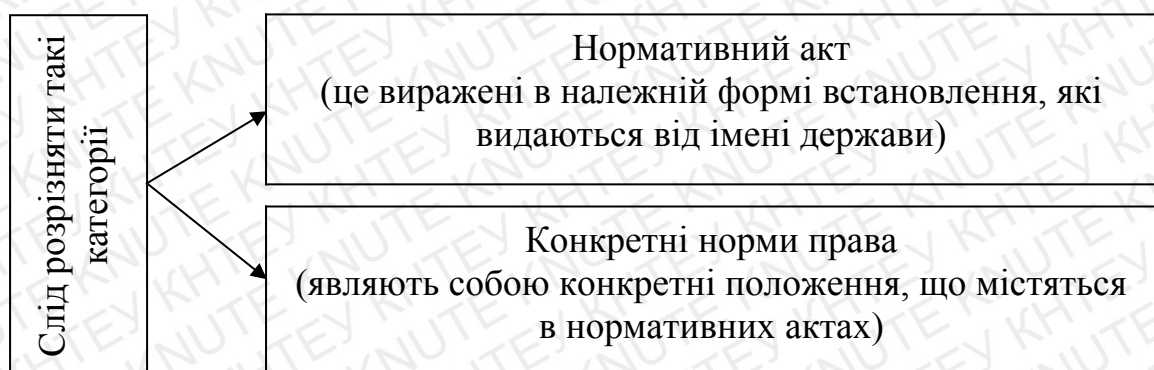 Слід розрізняти такі
категорії
Нормативний акт
(це виражені в належній формі встановлення, які
видаються від імені держави)
Конкретні норми права
(являють собою конкретні положення, що містяться
в нормативних актах)